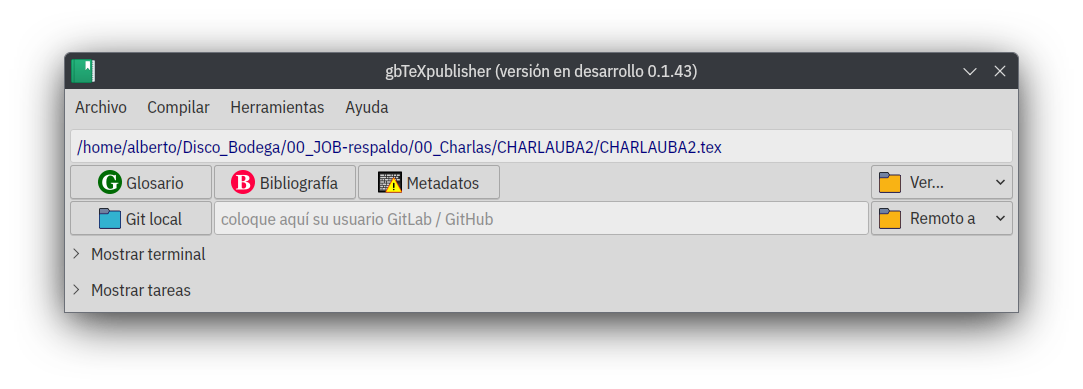 gbTeXpublisher (versión en desarrollo 0.1.43)
Archivo Compilar Herramientas Ayuda
/home/alberto/Disco_Bodega/00_JOB-respaldo/00_Charlas/CHARLAUBA2/CHARLAUBA2.tex
G Glosario B Bibliografía Metadatos Ver...
Git local coloque aquí su usuario GitLab / GitHub Remoto a
Mostrar terminal
Mostrar tareas